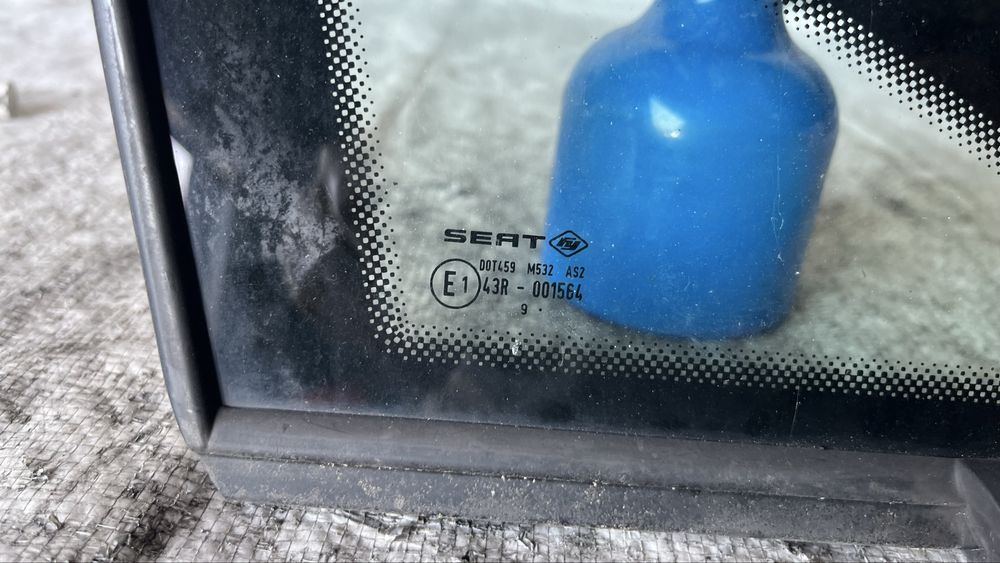 SEAT
DOT459 M532 AS2
E1 43R - 001564
9 .